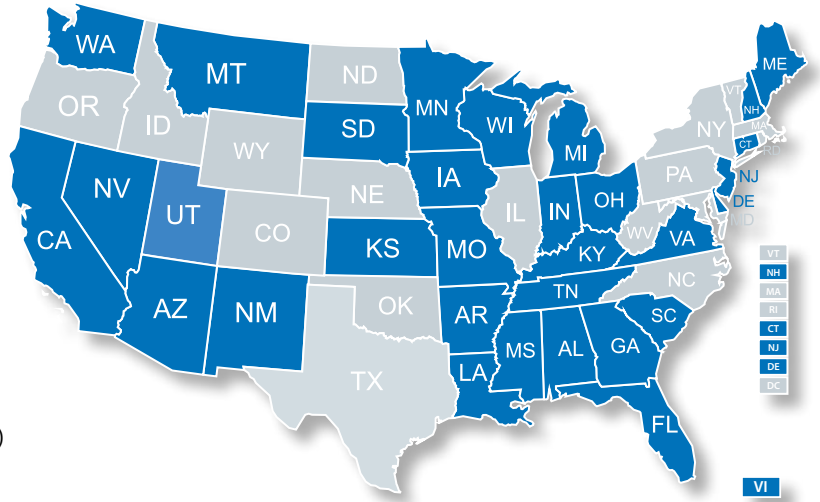 WA
MT
ND
MN
ME
VT
NH
OR
ID
SD
WI
NY
MA
WY
MI
CT
RD
IA
PA
NJ
NV
NE
OH
DE
UT
IL
IN
MD
CA
CO
WV
VA
KS
MO
KY
VT
NC
NH
TN
AZ
NM
OK
AR
SC
MA
RI
MS
AL
GA
CT
LA
NJ
TX
DE
DC
FL
)
VI